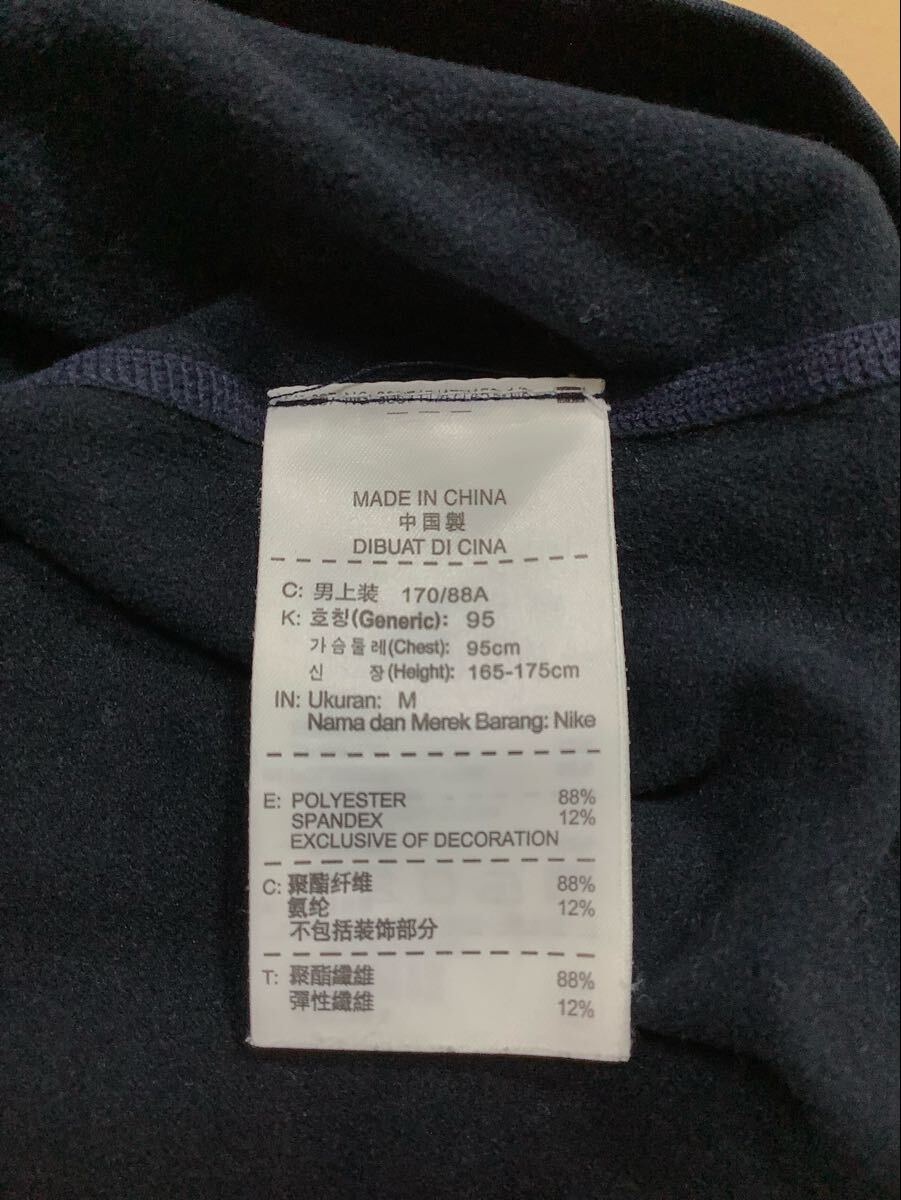 MADE IN CHINA
中国製
DIBUAT DI CINA
C: 男上装 170/88A
K: 호칭(Generic): 95
가슴둘레(Chest): 95cm
신 장(Height): 165-175cm
IN: Ukuran: M
Nama dan Merek Barang: Nike
E: POLYESTER 88%
SPANDEX 12%
EXCLUSIVE OF DECORATION
C: 聚酯纤维 88%
氨纶 12%
不包括装饰部分
T: 聚酯纖維 88%
彈性纖維 12%